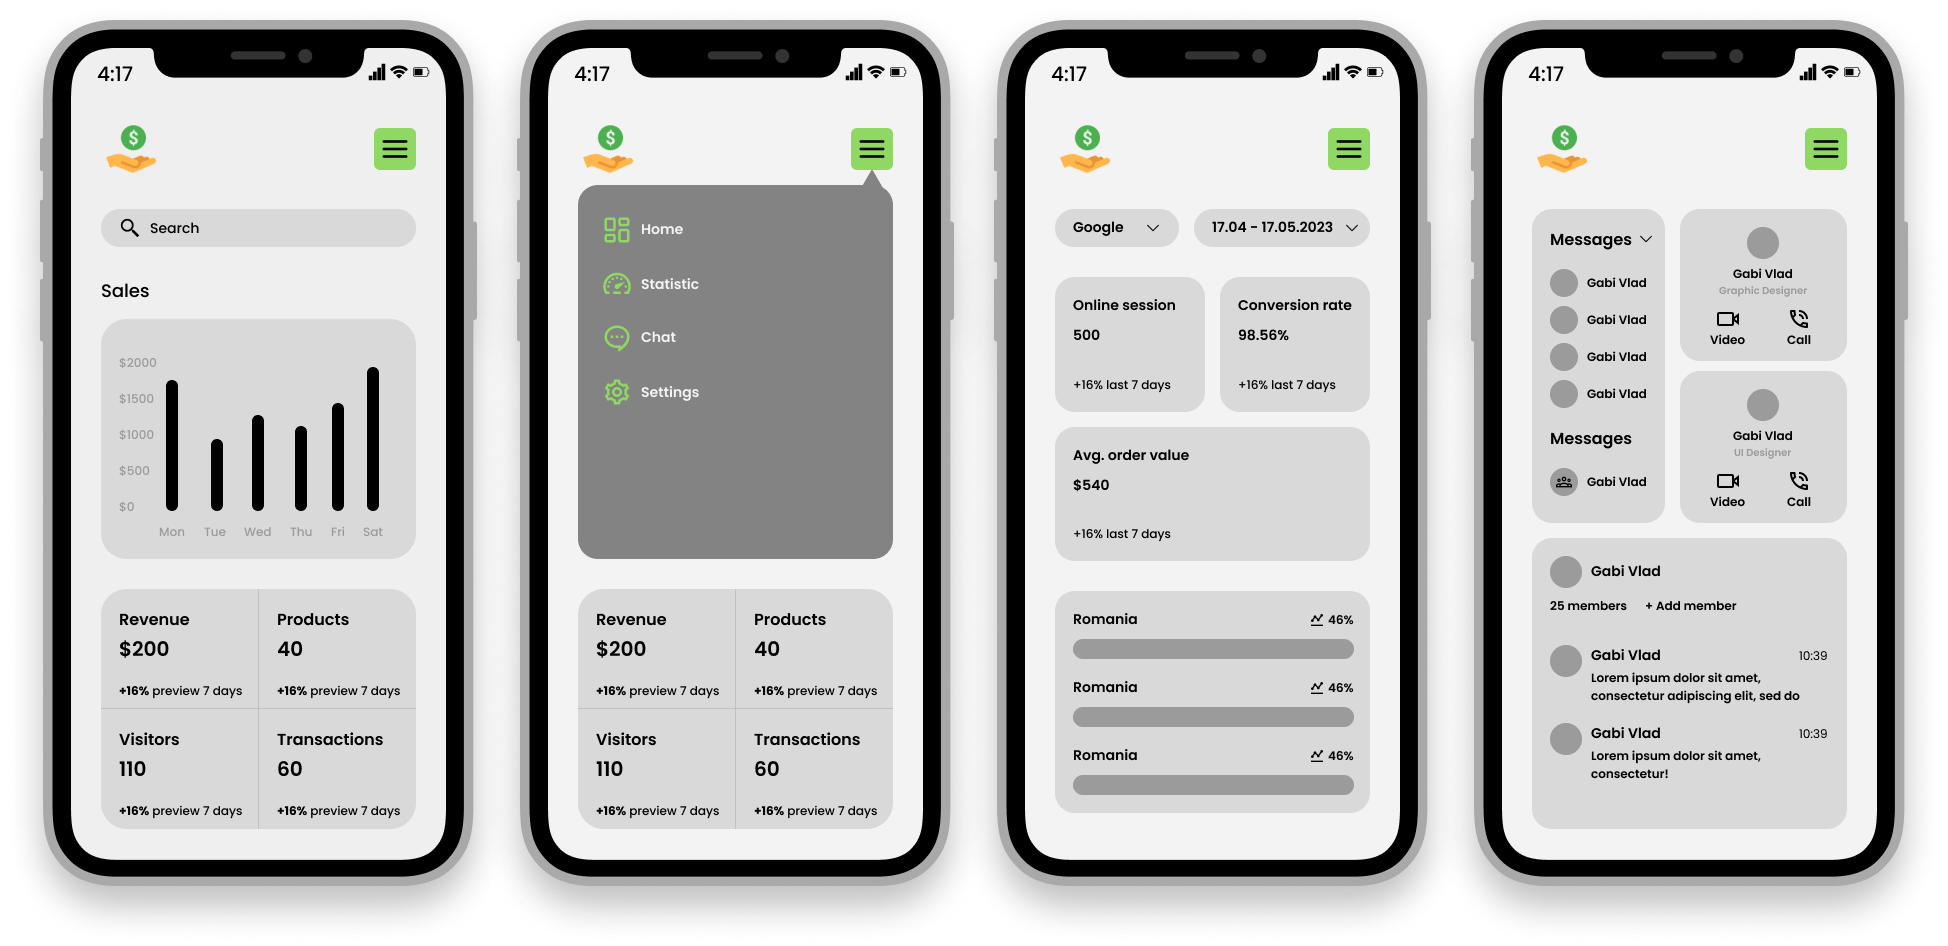 4:17
$
Search
Sales
$2000
$1500
$1000
$500
$0
Mon Tue Wed Thu Fri Sat
Revenue
$200
+16% preview 7 days
Products
40
+16% preview 7 days
Visitors
110
+16% preview 7 days
Transactions
60
+16% preview 7 days
4:17
$
Home
Statistic
Chat
Settings
Revenue
$200
+16% preview 7 days
Products
40
+16% preview 7 days
Visitors
110
+16% preview 7 days
Transactions
60
+16% preview 7 days
4:17
$
Google
17.04 - 17.05.2023
Online session
500
+16% last 7 days
Conversion rate
98.56%
+16% last 7 days
Avg. order value
$540
+16% last 7 days
Romania 46%
Romania 46%
Romania 46%
4:17
$
Messages
Gabi Vlad
Gabi Vlad
Gabi Vlad
Gabi Vlad
Messages
Gabi Vlad
Gabi Vlad
Graphic Designer
Video Call
Gabi Vlad
UI Designer
Video Call
Gabi Vlad
25 members + Add member
Gabi Vlad 10:39
Lorem ipsum dolor sit amet,
consectetur adipiscing elit, sed do
Gabi Vlad 10:39
Lorem ipsum dolor sit amet,
consectetur!